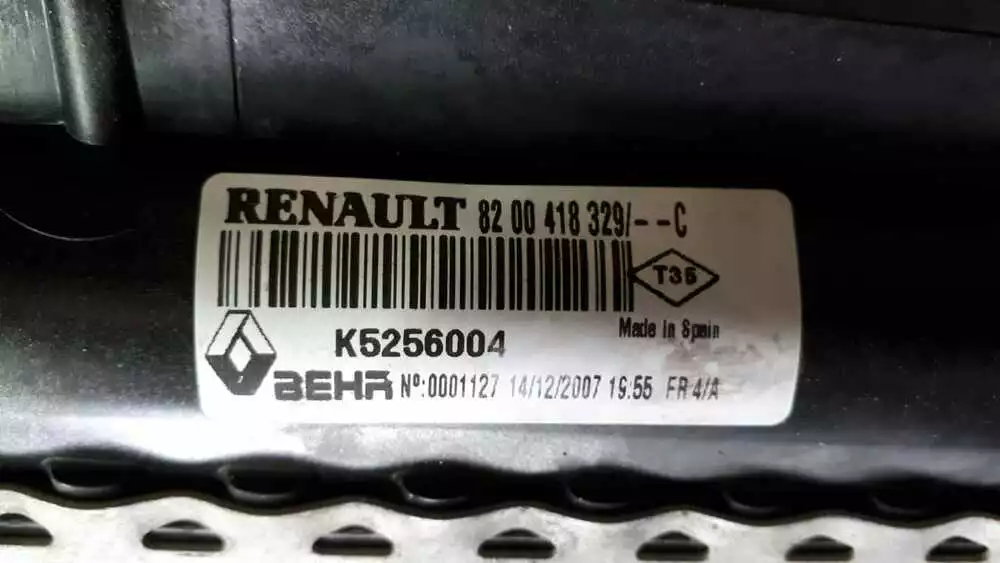 RENAULT 82 00 418 329/--C
T35
Made in Spain
K5256004
BEHR Nº:0001127 14/12/2007 19:55 FR 4/A